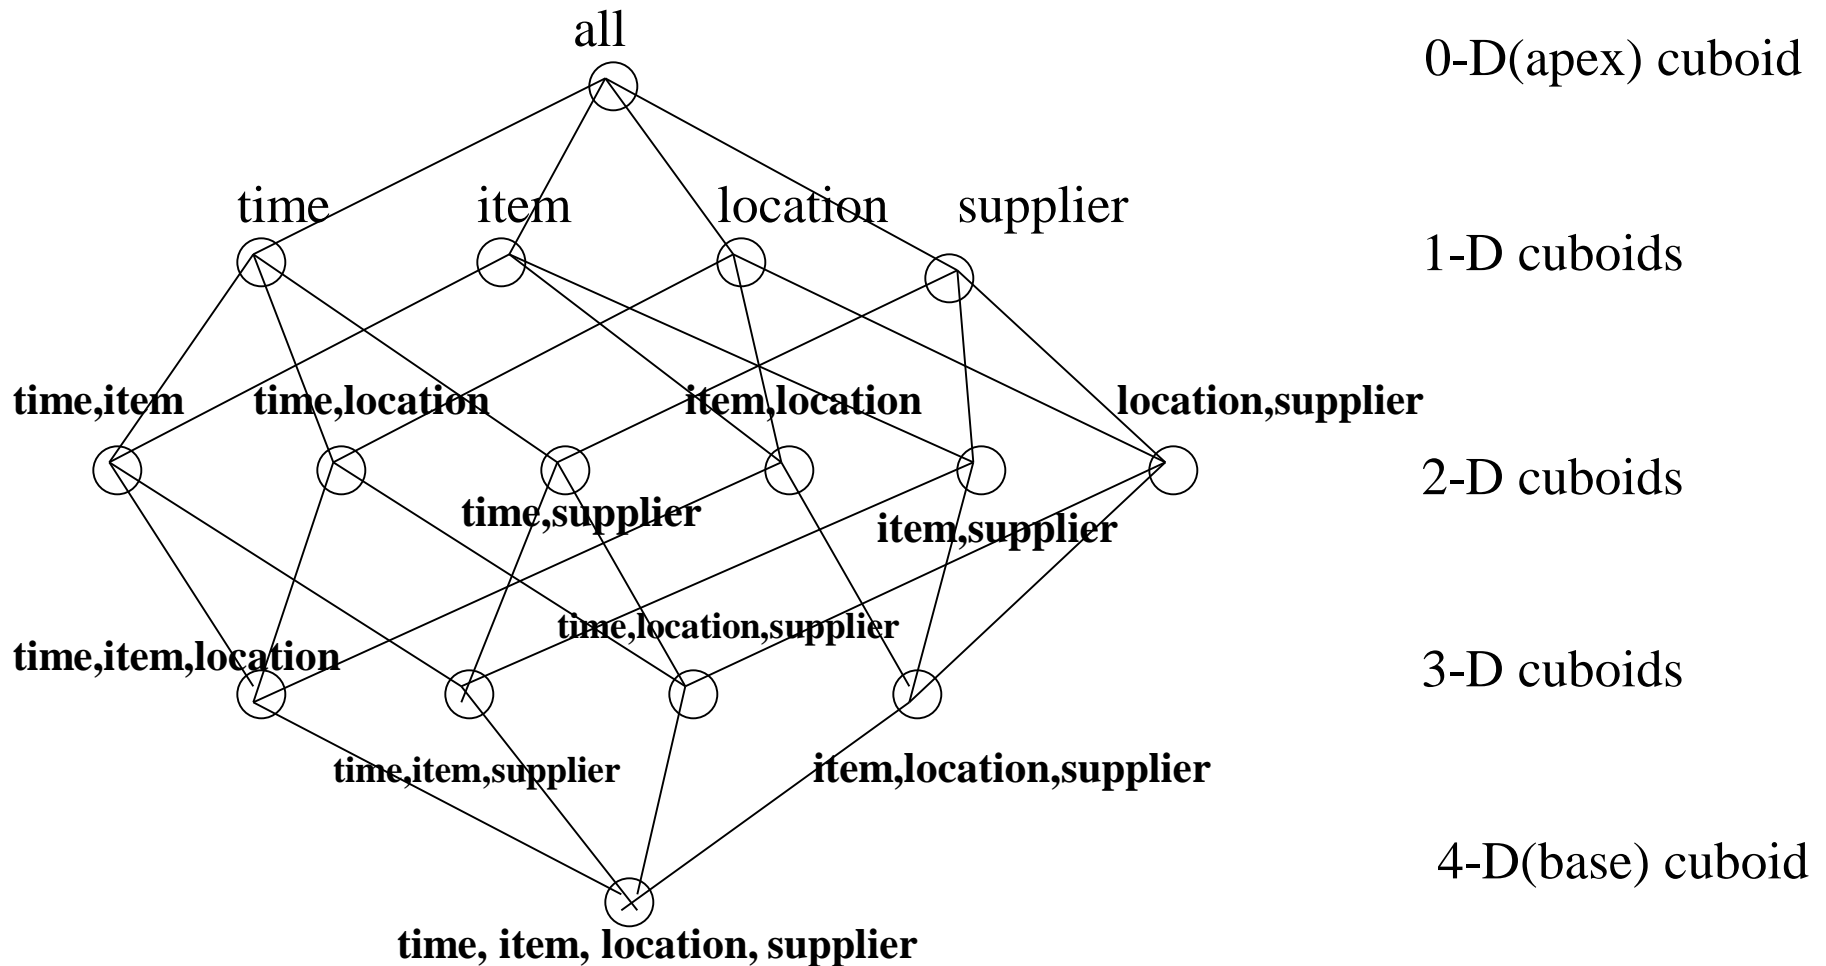 all
0-D(apex) cuboid
time
item
location
supplier
1-D cuboids
time,item
time,location
item,location
location,supplier
2-D cuboids
time,supplier
item,supplier
time,location,supplier
time,item,location
3-D cuboids
time,item,supplier
item,location,supplier
4-D(base) cuboid
time, item, location, supplier